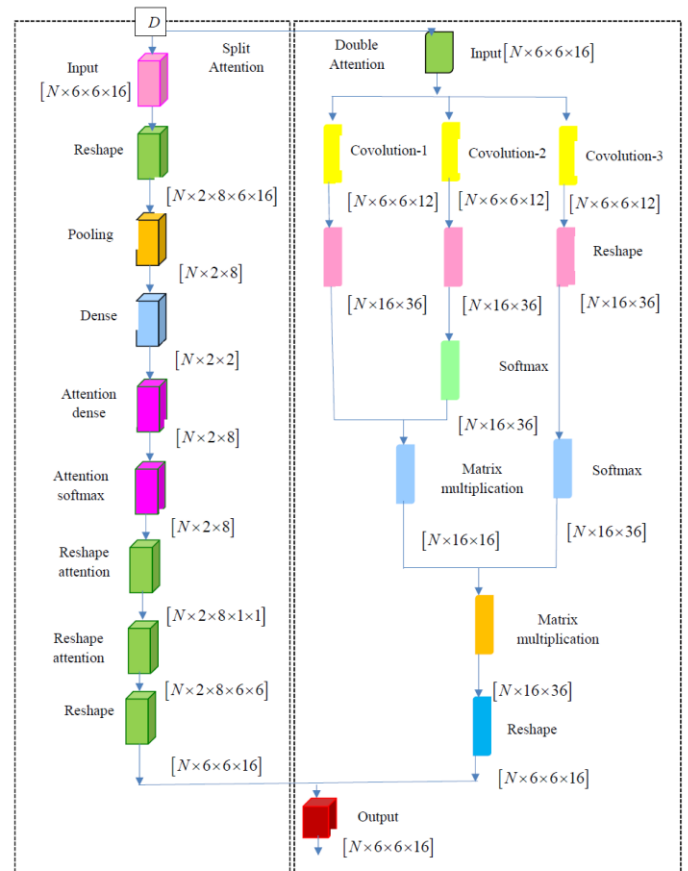 D
Split
Attention
Input
[N×6×6×16]
Reshape
[N×2×8×6×16]
Pooling
[N×2×8]
Dense
[N×2×2]
Attention
dense
[N×2×8]
Attention
softmax
[N×2×8]
Reshape
attention
[N×2×8×1×1]
Reshape
attention
[N×2×8×6×6]
Reshape
[N×6×6×16]
Double
Attention
Input [N×6×6×16]
Covolution-1
Covolution-2
Covolution-3
[N×6×6×12]
[N×6×6×12]
[N×6×6×12]
Reshape
[N×16×36]
[N×16×36]
[N×16×36]
Softmax
[N×16×36]
Matrix
multiplication
Softmax
[N×16×16]
[N×16×36]
Matrix
multiplication
[N×16×36]
Reshape
[N×6×6×16]
Output
[N×6×6×16]